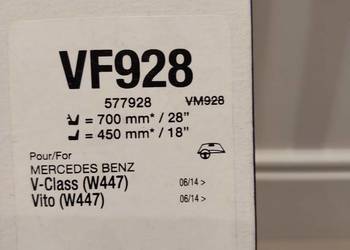 VF928
577928 VM928
= 700 mm* / 28"
= 450 mm* / 18"
Pour/For
MERCEDES BENZ
V-Class (W447) 06/14 >
Vito (W447) 06/14 >